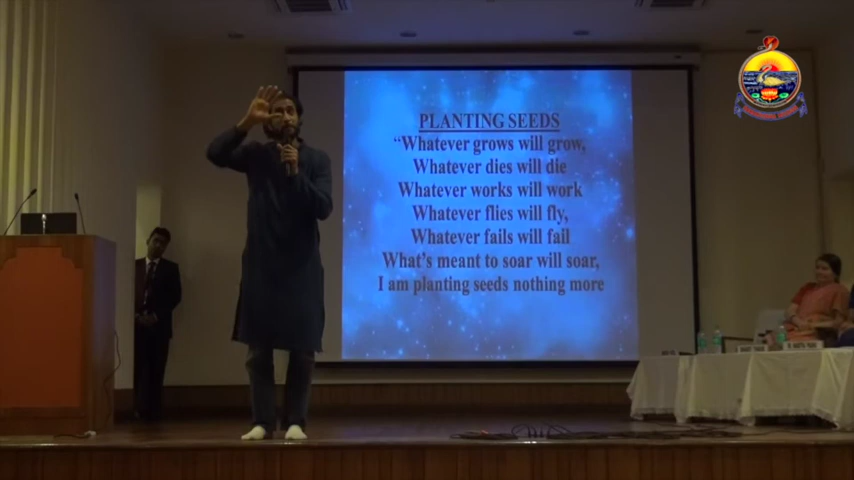 PLANTING SEEDS
“Whatever grows will grow,
Whatever dies will die
Whatever works will work
Whatever flies will fly,
Whatever fails will fail
What’s meant to soar will soar,
I am planting seeds nothing more